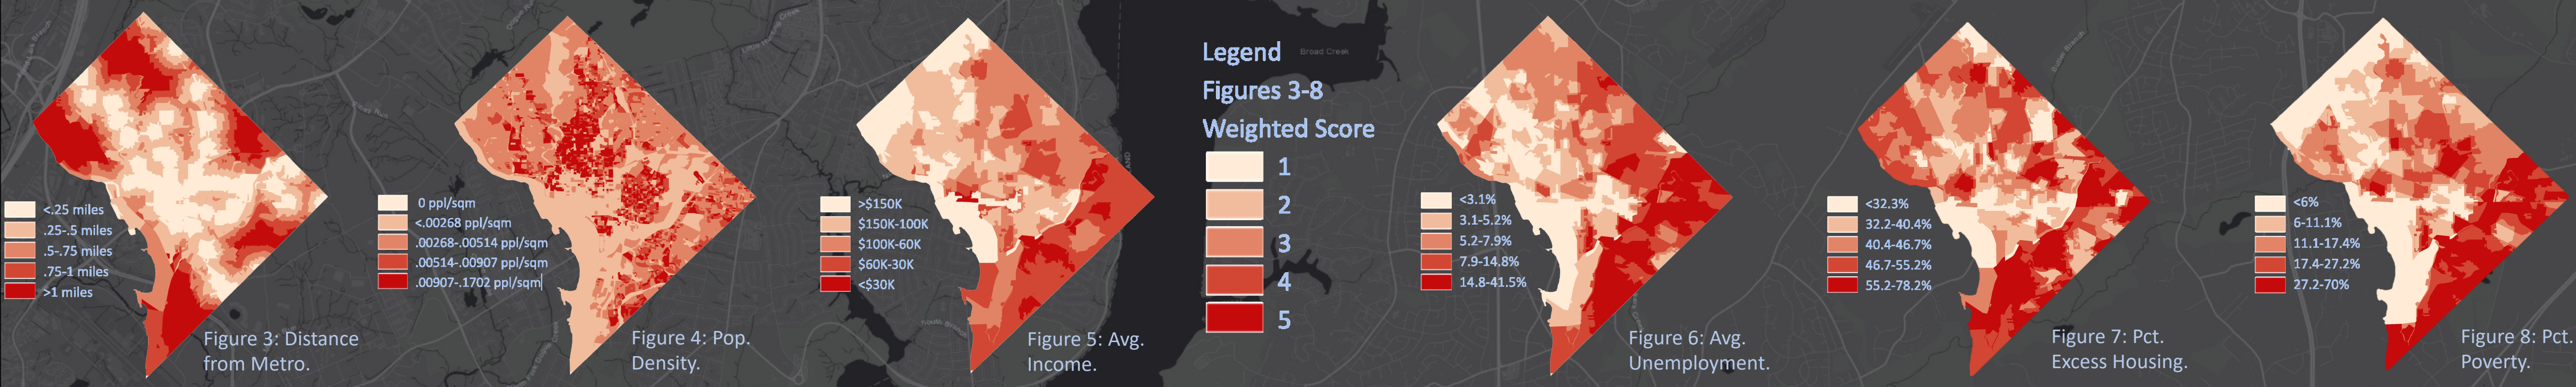 <.25 miles
.25-.5 miles
.5-.75 miles
.75-1 miles
>1 miles
Figure 3: Distance
from Metro.
0 ppl/sqm
<.00268 ppl/sqm
.00268-.00514 ppl/sqm
.00514-.00907 ppl/sqm
.00907-.1702 ppl/sqm
Figure 4: Pop.
Density.
>$150K
$150K-100K
$100K-60K
$60K-30K
<$30K
Figure 5: Avg.
Income.
Legend
Figures 3-8
Weighted Score
1
2
3
4
5
Broad Creek
<3.1%
3.1-5.2%
5.2-7.9%
7.9-14.8%
14.8-41.5%
Figure 6: Avg.
Unemployment.
<32.3%
32.2-40.4%
40.4-46.7%
46.7-55.2%
55.2-78.2%
Figure 7: Pct.
Excess Housing.
<6%
6-11.1%
11.1-17.4%
17.4-27.2%
27.2-70%
Figure 8: Pct.
Poverty.